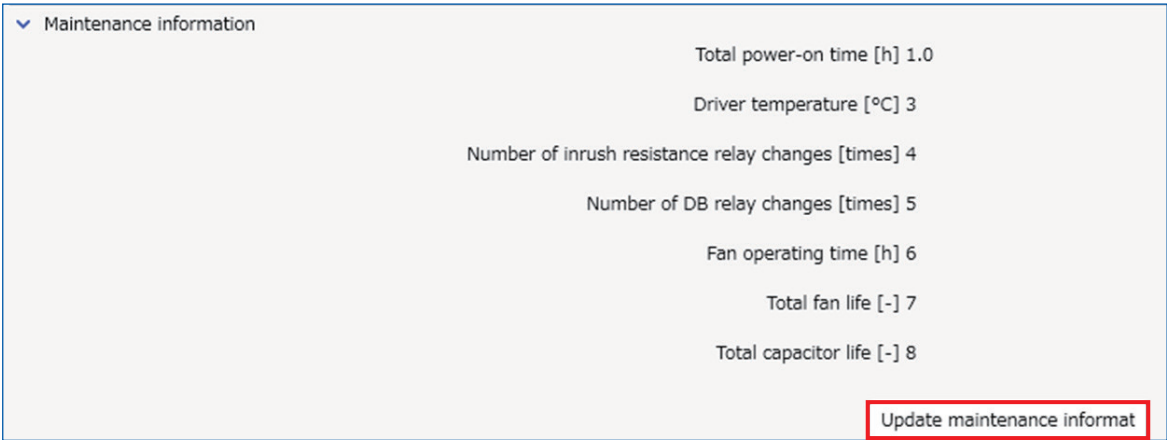 Maintenance information
Total power-on time [h] 1.0
Driver temperature [°C] 3
Number of inrush resistance relay changes [times] 4
Number of DB relay changes [times] 5
Fan operating time [h] 6
Total fan life [-] 7
Total capacitor life [-] 8
Update maintenance informat